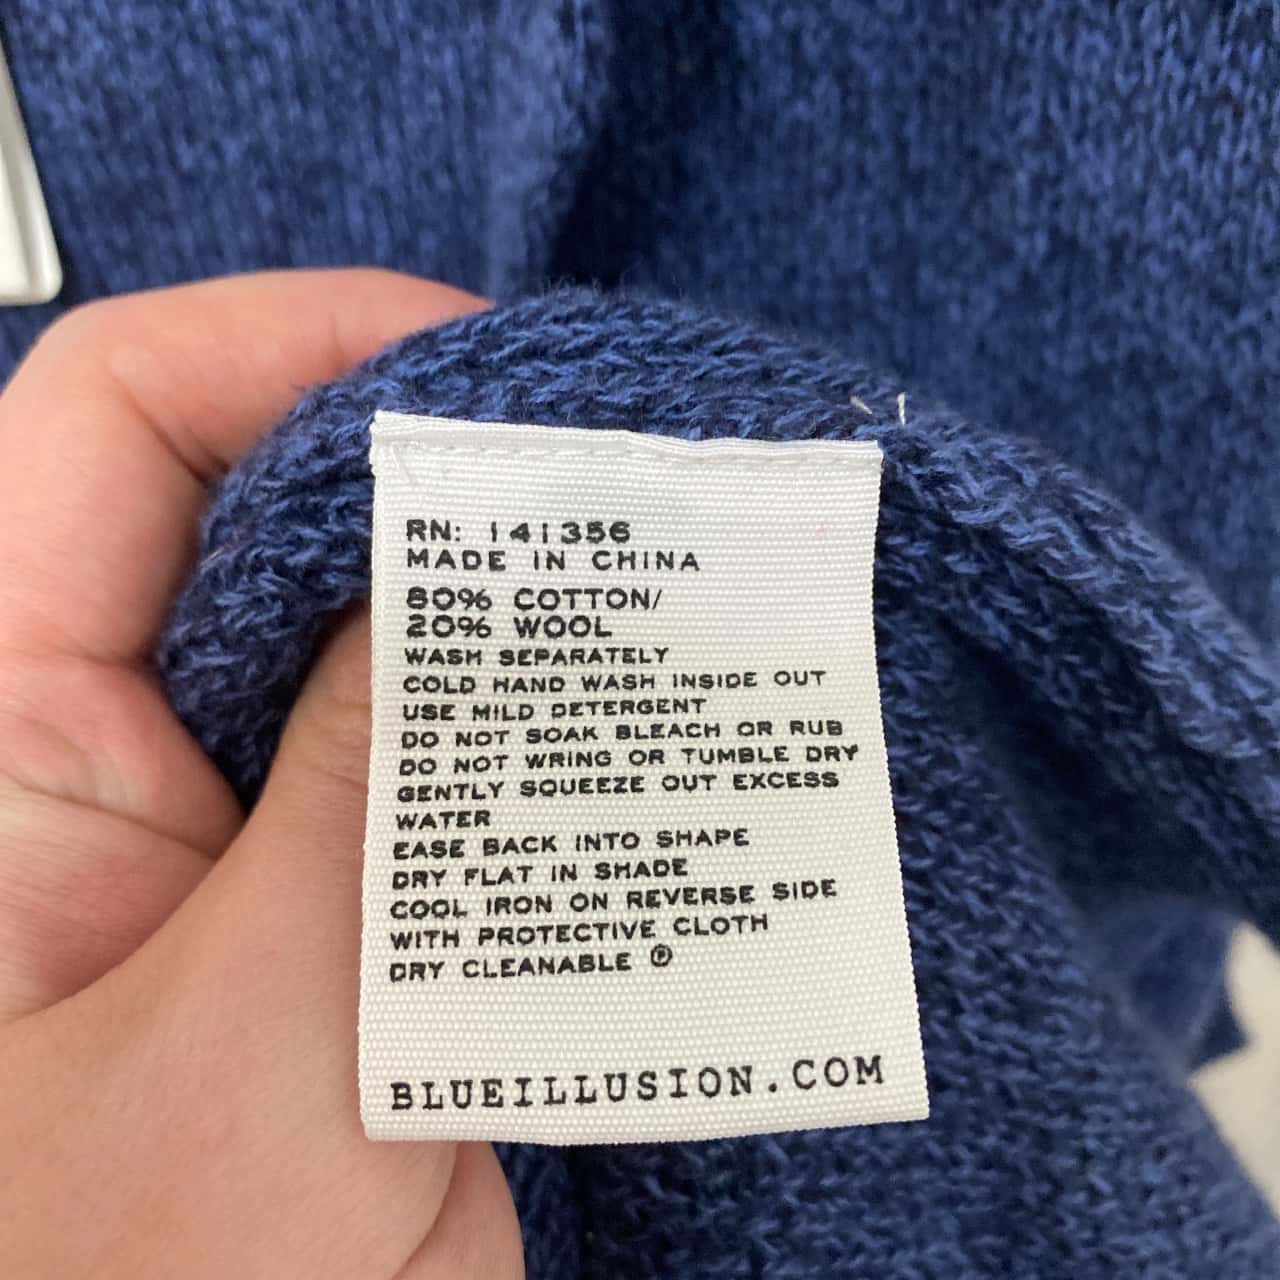 RN: 141356
MADE IN CHINA
80% COTTON/
20% WOOL
WASH SEPARATELY
COLD HAND WASH INSIDE OUT
USE MILD DETERGENT
DO NOT SOAK BLEACH OR RUB
DO NOT WRING OR TUMBLE DRY
GENTLY SQUEEZE OUT EXCESS
WATER
EASE BACK INTO SHAPE
DRY FLAT IN SHADE
COOL IRON ON REVERSE SIDE
WITH PROTECTIVE CLOTH
DRY CLEANABLE Ⓟ
BLUEILLUSION.COM